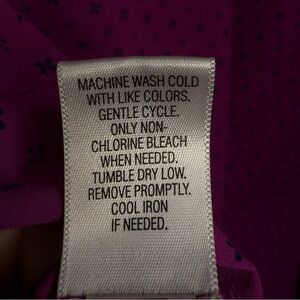 MACHINE WASH COLD
WITH LIKE COLORS.
GENTLE CYCLE.
ONLY NON-
CHLORINE BLEACH
WHEN NEEDED.
TUMBLE DRY LOW.
REMOVE PROMPTLY.
COOL IRON
IF NEEDED.